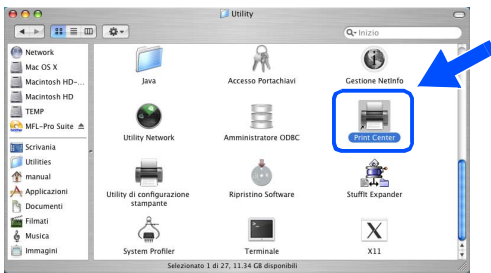 Utility
Inizio
Network
Mac OS X
Macintosh HD-...
Macintosh HD
TEMP
MFL-Pro Suite
Scrivania
Utilities
manual
Applicazioni
Documenti
Filmati
Musica
Immagini
Java
Accesso Portachiavi
Gestione NetInfo
Utility Network
Amministratore ODBC
Print Center
Utility di configurazione
stampante
Ripristino Software
StuffIt Expander
System Profiler
Terminale
X11
Selezionato 1 di 27, 11.34 GB disponibili